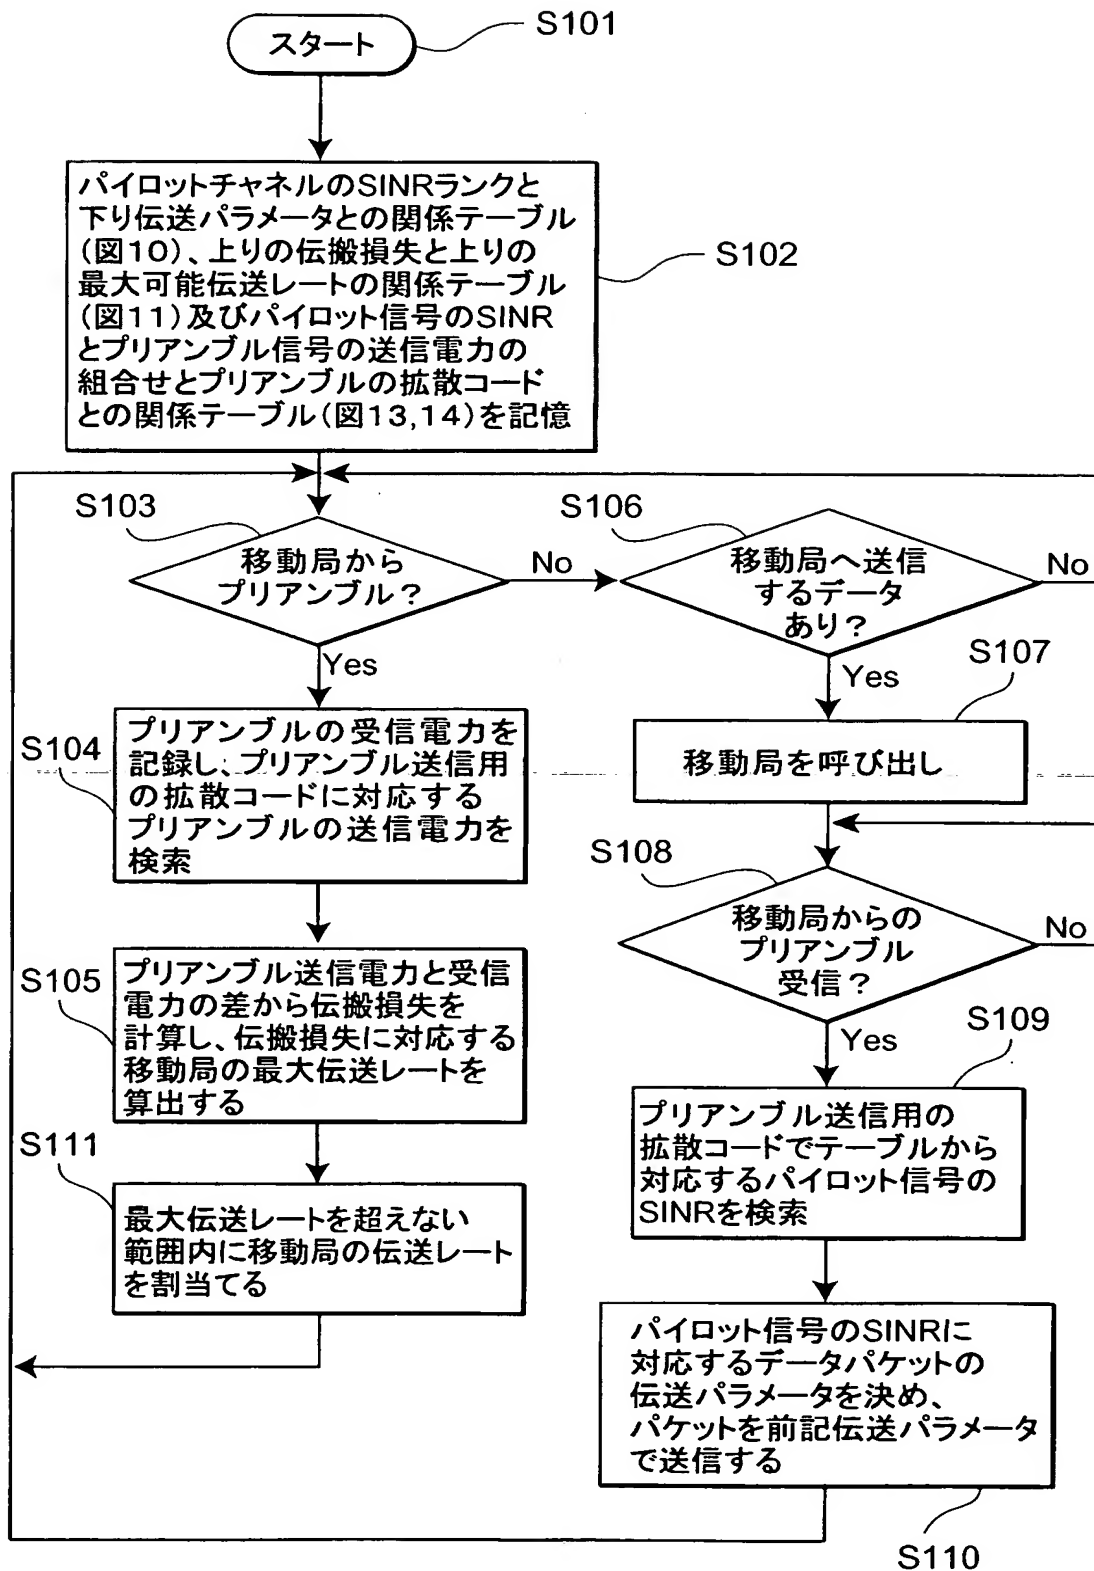 スタート
S101
パイロットチャネルのSINRランクと
下り伝送パラメータとの関係テーブル
(図10)、上りの伝搬損失と上りの
最大可能伝送レートの関係テーブル
(図11)及びパイロット信号のSINR
とプリアンブル信号の送信電力の
組合せとプリアンブルの拡散コード
との関係テーブル(図13,14)を記憶
S102
S103
移動局から
プリアンブル？
No
Yes
S106
移動局へ送信
するデータ
あり？
No
Yes
S104
プリアンブルの受信電力を
記録し、プリアンブル送信用
の拡散コードに対応する
プリアンブルの送信電力を
検索
S107
移動局を呼び出し
S105
プリアンブル送信電力と受信
電力の差から伝搬損失を
計算し、伝搬損失に対応する
移動局の最大伝送レートを
算出する
S108
移動局からの
プリアンブル
受信？
No
Yes
S111
最大伝送レートを超えない
範囲内に移動局の伝送レート
を割当てる
S109
プリアンブル送信用の
拡散コードでテーブルから
対応するパイロット信号の
SINRを検索
パイロット信号のSINRに
対応するデータパケットの
伝送パラメータを決め、
パケットを前記伝送パラメータ
で送信する
S110